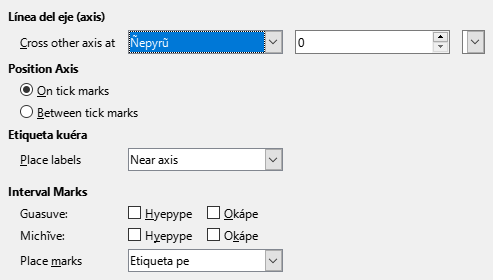 Línea del eje (axis)
Cross other axis at Ñepyrũ 0
Position Axis
On tick marks
Between tick marks
Etiqueta kuéra
Place labels Near axis
Interval Marks
Guasuve: Hyepype Okápe
Michĩve: Hyepype Okápe
Place marks Etiqueta pe